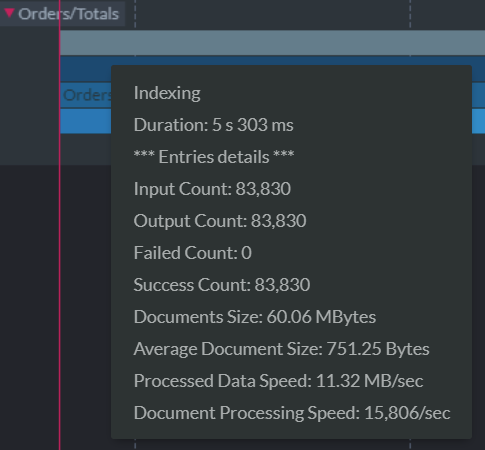 Orders/Totals
Orders
Indexing
Duration: 5 s 303 ms
*** Entries details ***
Input Count: 83,830
Output Count: 83,830
Failed Count: 0
Success Count: 83,830
Documents Size: 60.06 MBytes
Average Document Size: 751.25 Bytes
Processed Data Speed: 11.32 MB/sec
Document Processing Speed: 15,806/sec